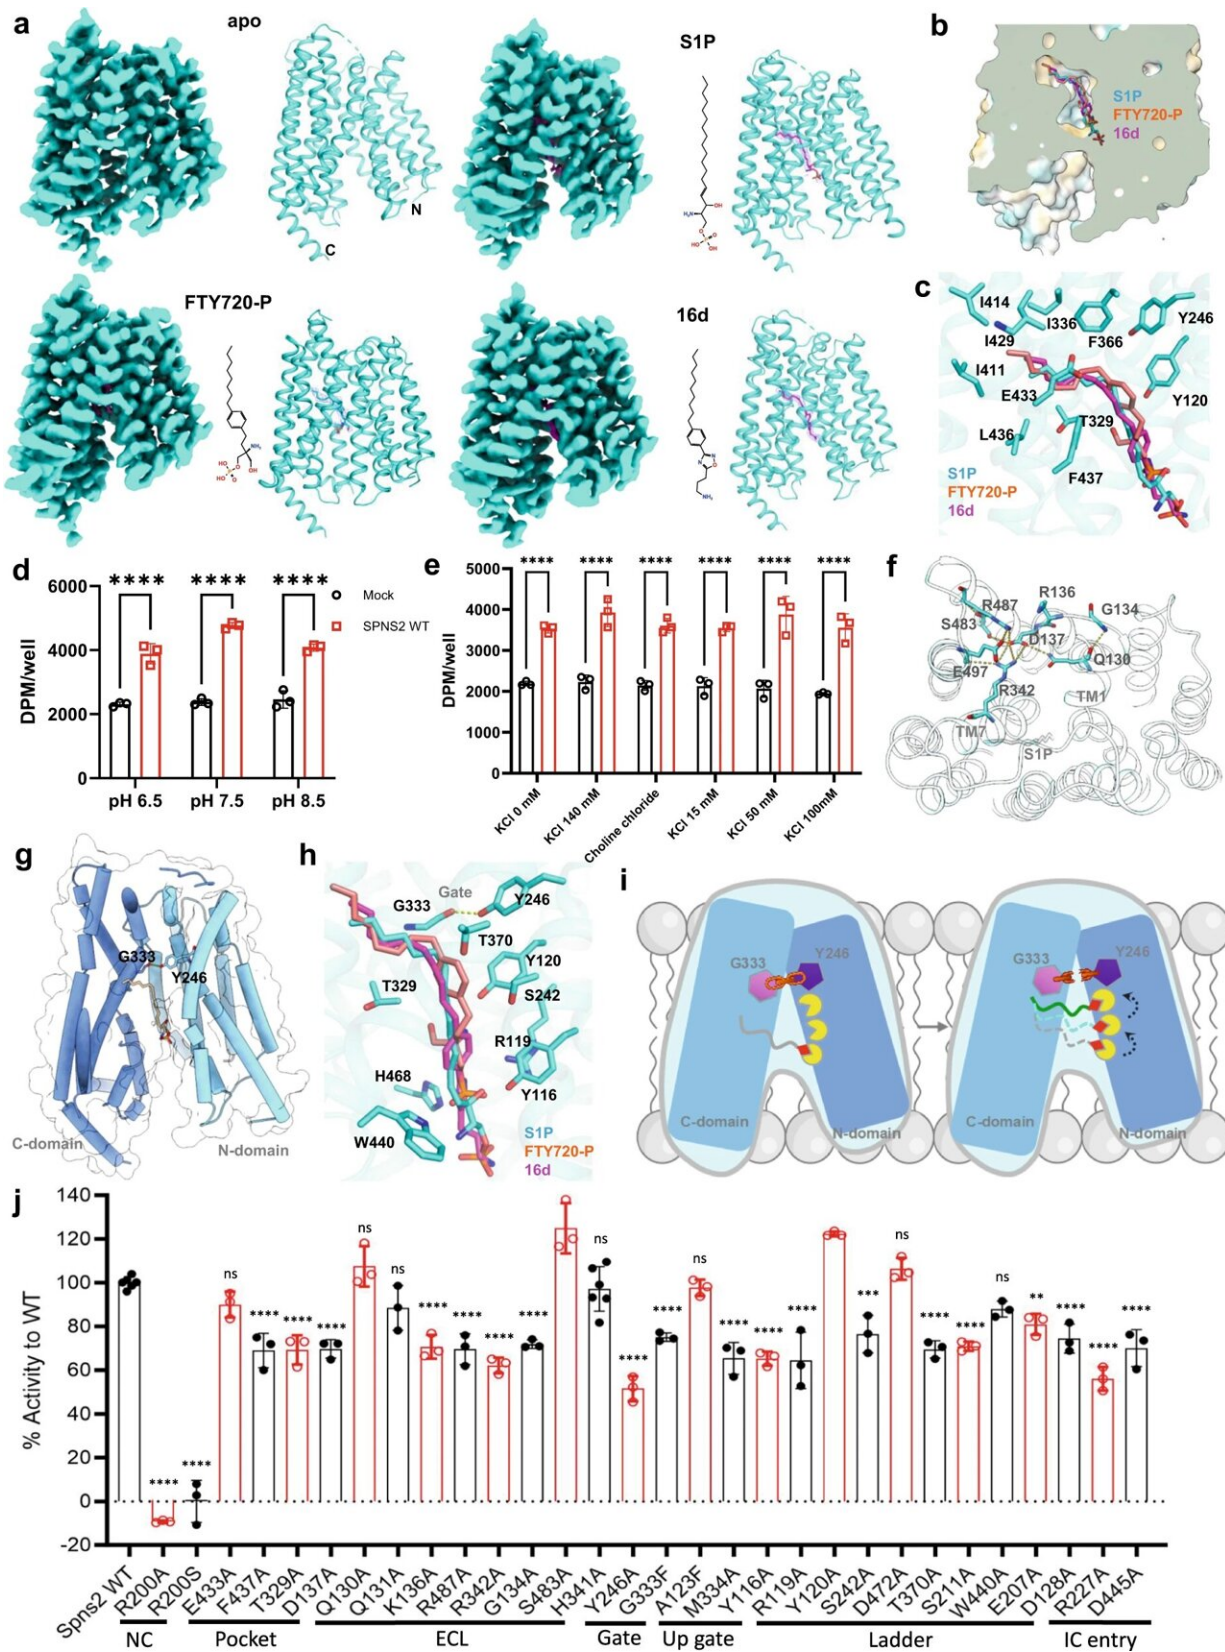 a
apo
N
C
S1P
NH₂
OH
FTY720-P
16d
b
S1P
FTY720-P
16d
c
I414
I336
I429
F366
Y246
I411
E433
Y120
T329
L436
F437
S1P
FTY720-P
16d
d
DPM/well
6000
4000
2000
0
**** **** ****
Mock
SPNS2 WT
pH 6.5 pH 7.5 pH 8.5
e
DPM/well
5000
4000
3000
2000
1000
0
**** **** **** **** **** ****
KCl 0 mM
KCl 140 mM
Choline chloride
KCl 15 mM
KCl 50 mM
KCl 100mM
f
R487
R136
G134
S483
D137
E497
Q130
R342
TM1
TM7
S1P
g
G333
Y246
C-domain
N-domain
h
Gate
G333
Y246
T370
Y120
T329
S242
R119
H468
Y116
W440
S1P
FTY720-P
16d
i
G333 Y246
C-domain
N-domain
G333 Y246
C-domain
N-domain
j
% Activity to WT
140
120
100
80
60
40
20
0
-20
**** **** ns **** **** **** ns ns **** **** **** **** ns **** **** ns **** **** **** *** ns **** **** ns ** **** **** ****
Spns2 WT
R200A
R200S
E433A
F437A
T329A
D137A
Q130A
Q131A
K136A
R487A
R342A
G134A
S483A
H341A
Y246A
G333F
A123F
M334A
Y116A
R119A
Y120A
S242A
D472A
T370A
S211A
W440A
E207A
D128A
R227A
D445A
NC Pocket ECL Gate Up gate Ladder IC entry